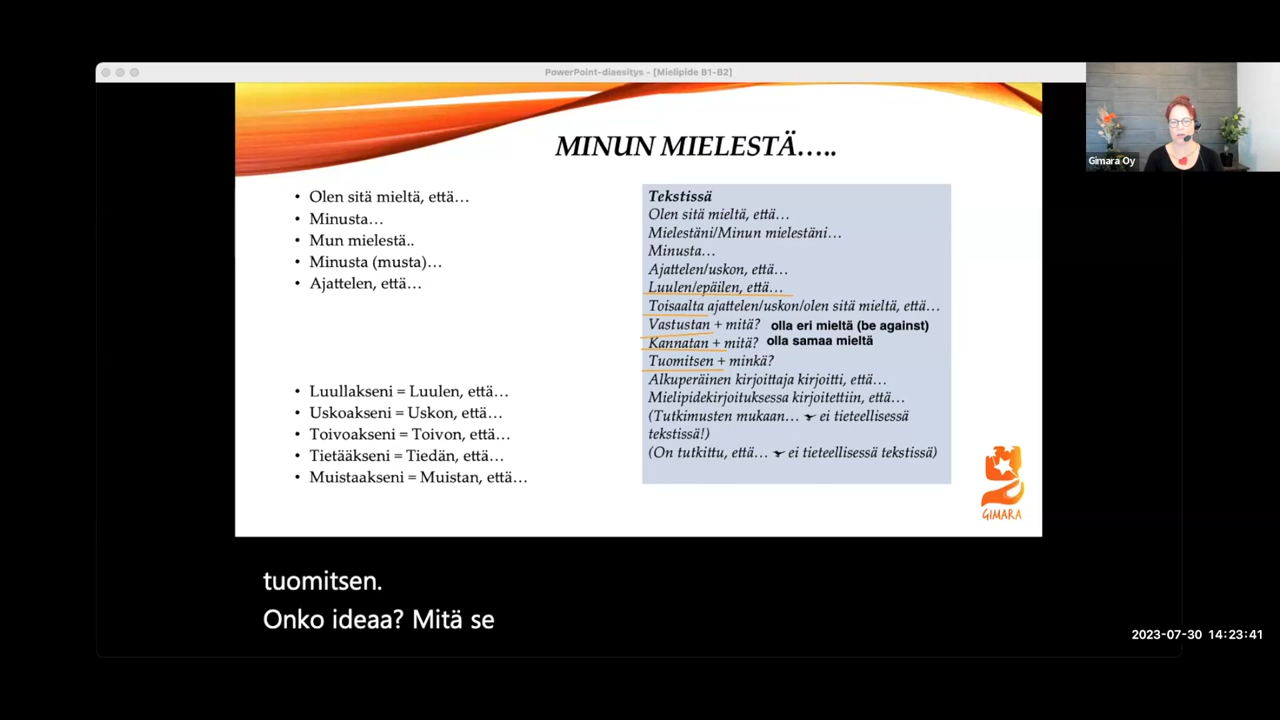 PowerPoint-diaesitys - [Mielipide B1-B2]
MINUN MIELESTÄ…..
• Olen sitä mieltä, että…
• Minusta…
• Mun mielestä..
• Minusta (musta)…
• Ajattelen, että…
• Luullakseni = Luulen, että…
• Uskoakseni = Uskon, että…
• Toivoakseni = Toivon, että…
• Tietääkseni = Tiedän, että…
• Muistaakseni = Muistan, että…
Tekstissä
Olen sitä mieltä, että…
Mielestäni/Minun mielestäni…
Minusta…
Ajattelen/uskon, että…
Luulen/epäilen, että…
Toisaalta ajattelen/uskon/olen sitä mieltä, että…
Vastustan + mitä? olla eri mieltä (be against)
Kannatan + mitä? olla samaa mieltä
Tuomitsen + minkä?
Alkuperäinen kirjoittaja kirjoitti, että…
Mielipidekirjoituksessa kirjoitettiin, että…
(Tutkimusten mukaan… ei tieteellisessä
tekstissä!)
(On tutkittu, että… ei tieteellisessä tekstissä)
GIMARA
Gimara Oy
tuomitsen.
Onko ideaa? Mitä se
2023-07-30 14:23:41